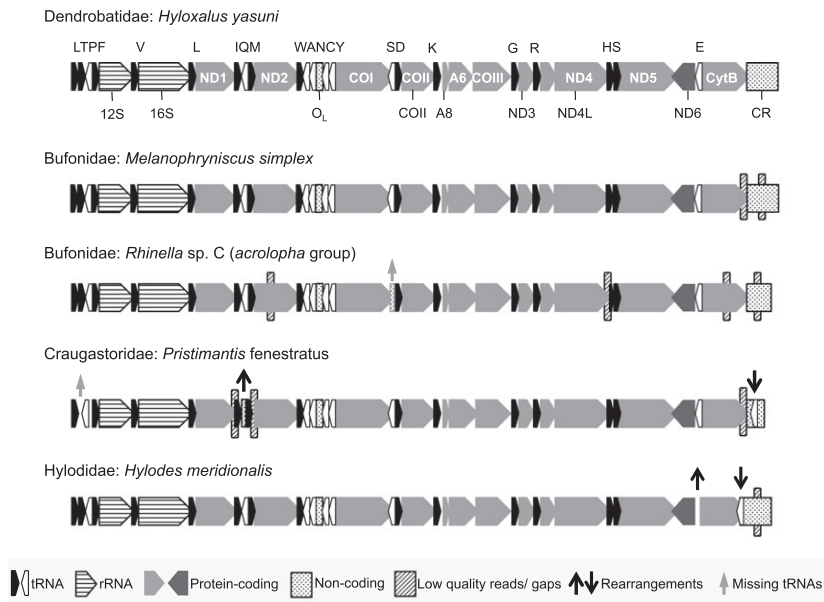 Dendrobatidae: Hyloxalus yasuni
LTPF V L IQM WANCY SD K G R HS E
ND1 ND2 COI COII A6 COIII ND4 ND5 CytB
12S 16S OL COII A8 ND3 ND4L ND6 CR
Bufonidae: Melanophryniscus simplex
Bufonidae: Rhinella sp. C (acrolopha group)
Craugastoridae: Pristimantis fenestratus
Hylodidae: Hylodes meridionalis
tRNA rRNA Protein-coding Non-coding Low quality reads/ gaps Rearrangements Missing tRNAs